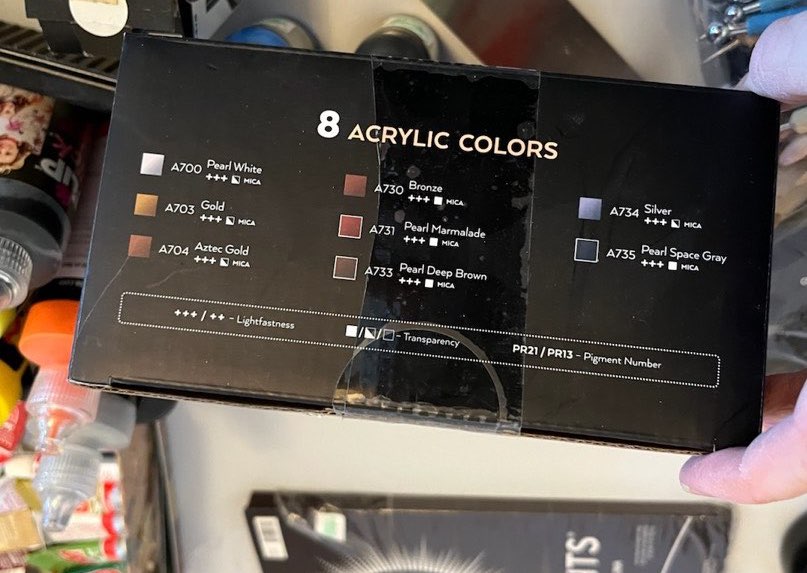 8 ACRYLIC COLORS
A700 Pearl White
+++ MICA
A703 Gold
+++ MICA
A704 Aztec Gold
+++ MICA
A730 Bronze
+++ MICA
A731 Pearl Marmalade
+++ MICA
A733 Pearl Deep Brown
+++ MICA
A734 Silver
+++ MICA
A735 Pearl Space Gray
+++ MICA
+++ / ++ - Lightfastness
/ / - Transparency
PR21 / PR13 - Pigment Number